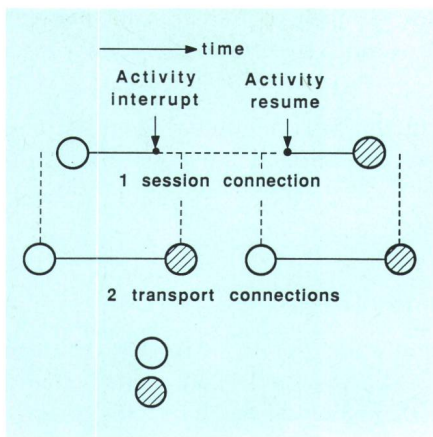 time
Activity interrupt
Activity resume
1 session connection
2 transport connections